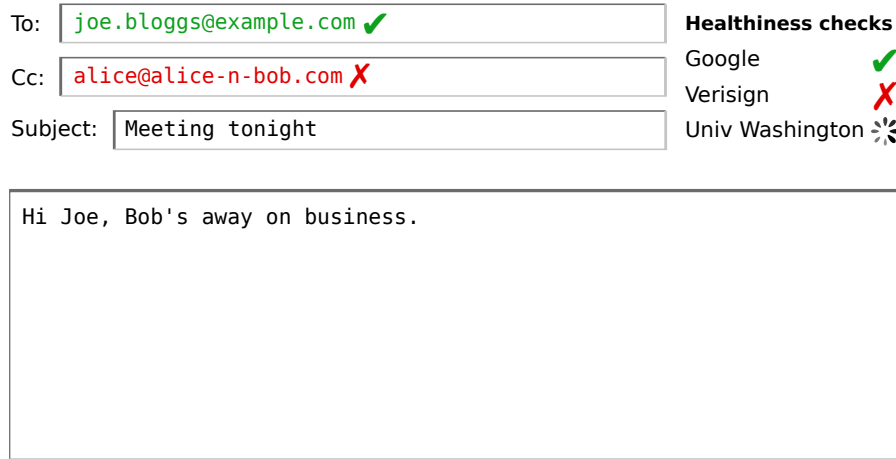 To: joe.bloggs@example.com ✔
Cc: alice@alice-n-bob.com ✗
Subject: Meeting tonight
Healthiness checks
Google ✔
Verisign ✗
Univ Washington
Hi Joe, Bob's away on business.